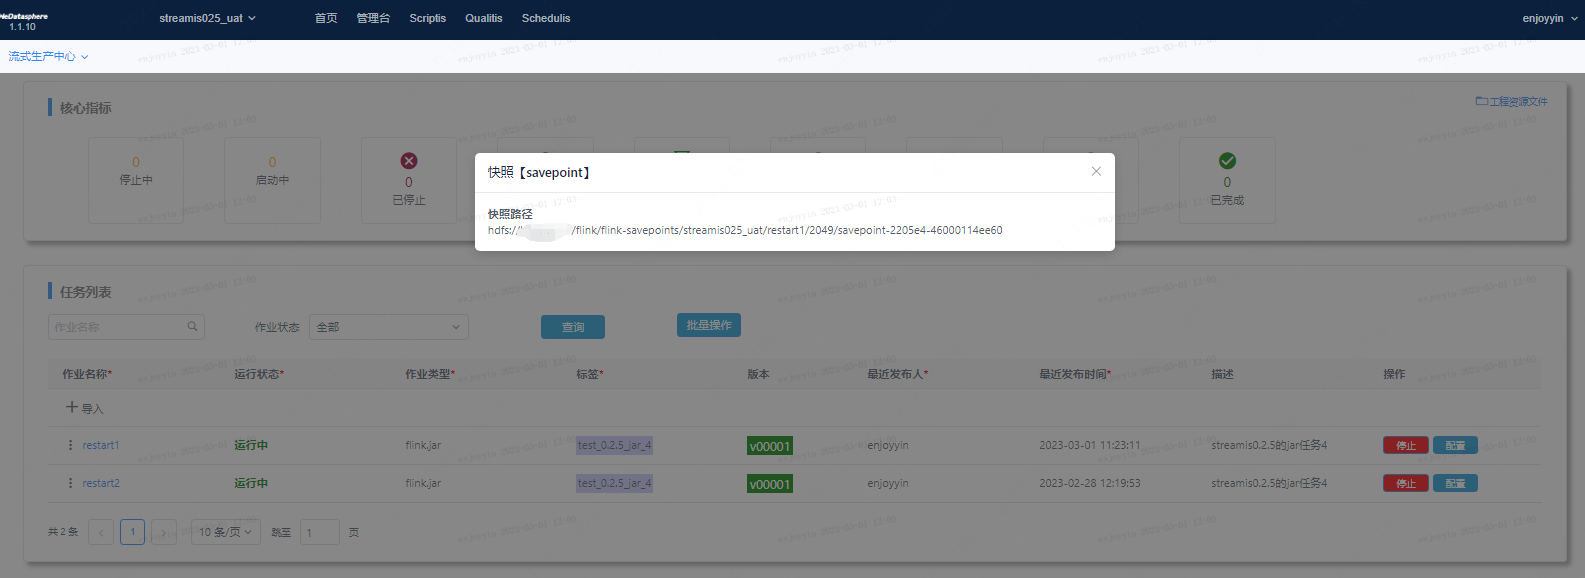 WeDatasphere
1.1.10
streamis025_uat
首页 管理台 Scriptis Qualitis Schedulis
enjoyyin
流式生产中心
核心指标
工程资源文件
0
停止中
0
启动中
0
已停止
0
已完成
快照【savepoint】
快照路径
hdfs:// /flink/flink-savepoints/streamis025_uat/restart1/2049/savepoint-2205e4-46000114ee60
任务列表
作业名称 作业状态 全部 查询 批量操作
作业名称* 运行状态* 作业类型* 标签* 版本 最近发布人* 最近发布时间* 描述 操作
导入
restart1 运行中 flink.jar test_0.2.5_jar_4 v00001 enjoyyin 2023-03-01 11:23:11 streamis0.2.5的jar任务4 停止 配置
restart2 运行中 flink.jar test_0.2.5_jar_4 v00001 enjoyyin 2023-02-28 12:19:53 streamis0.2.5的jar任务4 停止 配置
共 2 条 1 10 条/页 跳至 1 页